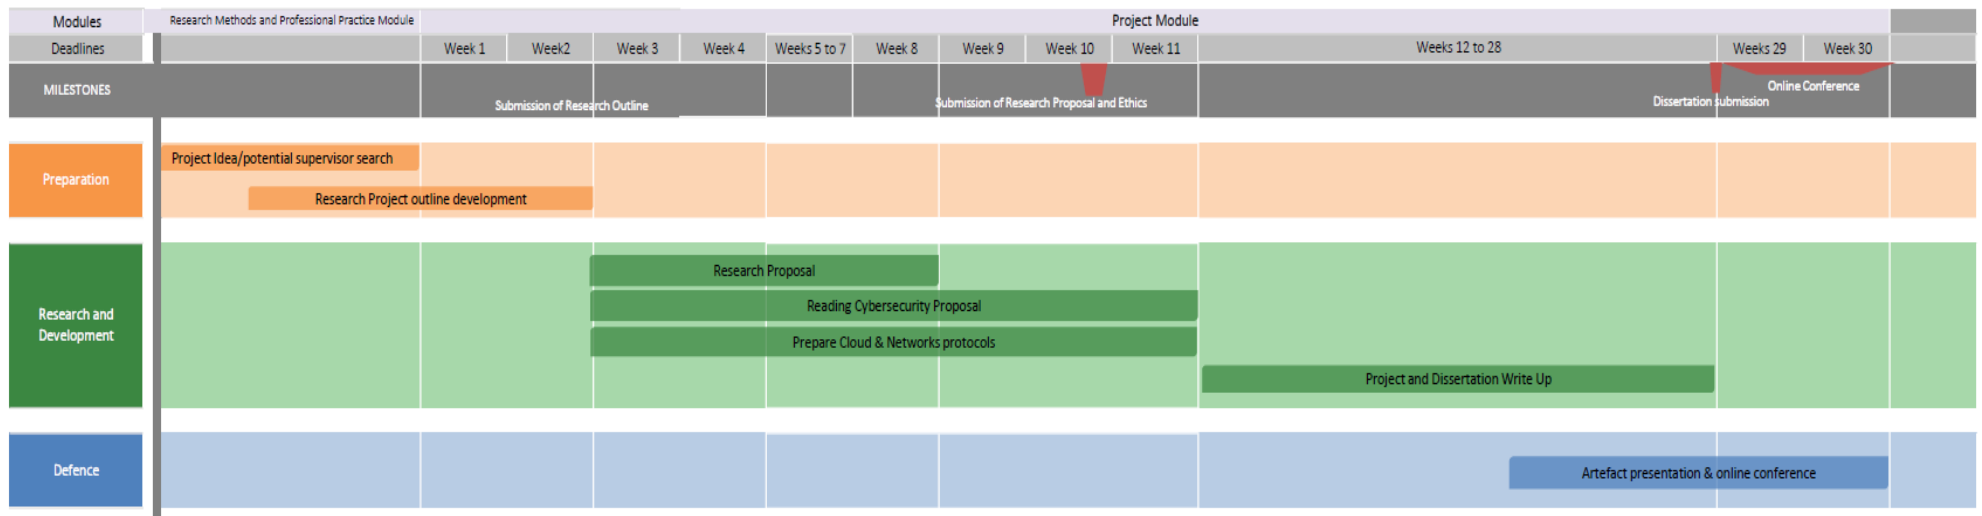 Modules
Research Methods and Professional Practice Module
Project Module
Deadlines
Week 1
Week2
Week 3
Week 4
Weeks 5 to 7
Week 8
Week 9
Week 10
Week 11
Weeks 12 to 28
Weeks 29
Week 30
MILESTONES
Submission of Research Outline
Submission of Research Proposal and Ethics
Dissertation submission
Online Conference
Preparation
Project Idea/potential supervisor search
Research Project outline development
Research and
Development
Research Proposal
Reading Cybersecurity Proposal
Prepare Cloud & Networks protocols
Project and Dissertation Write Up
Defence
Artefact presentation & online conference